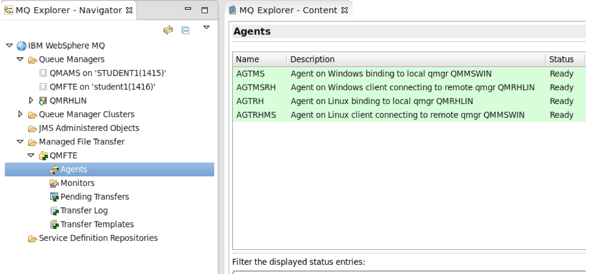 MQ Explorer - Navigator
IBM WebSphere MQ
Queue Managers
QMAMS on 'STUDENT1(1415)'
QMFTE on 'student1(1416)'
QMRHLIN
Queue Manager Clusters
JMS Administered Objects
Managed File Transfer
QMFTE
Agents
Monitors
Pending Transfers
Transfer Log
Transfer Templates
Service Definition Repositories
MQ Explorer - Content
Agents
Name Description Status
AGTMS Agent on Windows binding to local qmgr QMMSWIN Ready
AGTMSRH Agent on Windows client connecting to remote qmgr QMRHLIN Ready
AGTRH Agent on Linux binding to local qmgr QMRHLIN Ready
AGTRHMS Agent on Linux client connecting to remote qmgr QMMSWIN Ready
Filter the displayed status entries: